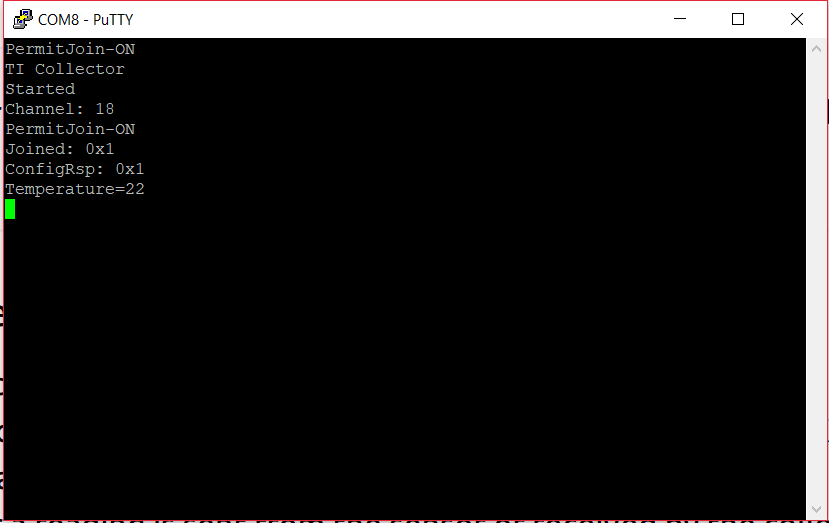 COM8 - PuTTY
PermitJoin-ON
TI Collector
Started
Channel: 18
PermitJoin-ON
Joined: 0x1
ConfigRsp: 0x1
Temperature=22